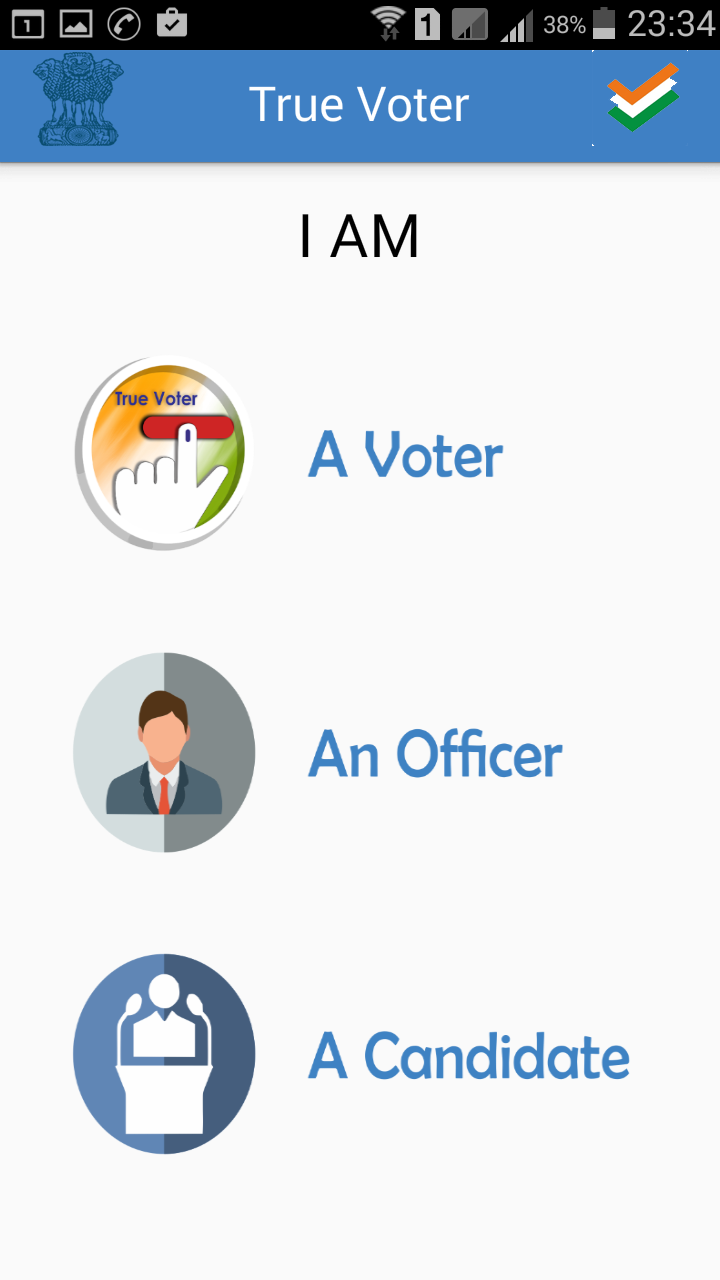 1 1 38% 23:34
True Voter
I AM
True Voter
A Voter
An Officer
A Candidate